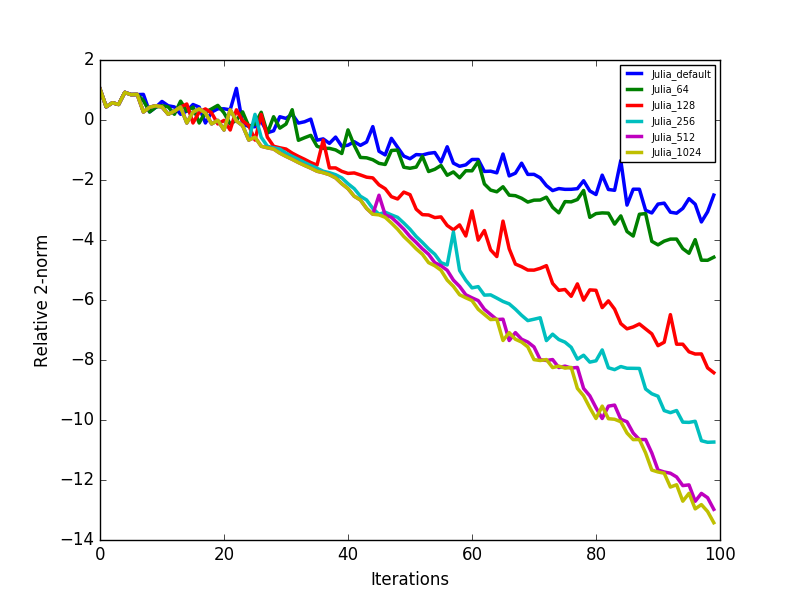 2
0
−2
−4
−6
−8
−10
−12
−14
0 20 40 60 80 100
Relative 2-norm
Iterations
Julia_default
Julia_64
Julia_128
Julia_256
Julia_512
Julia_1024